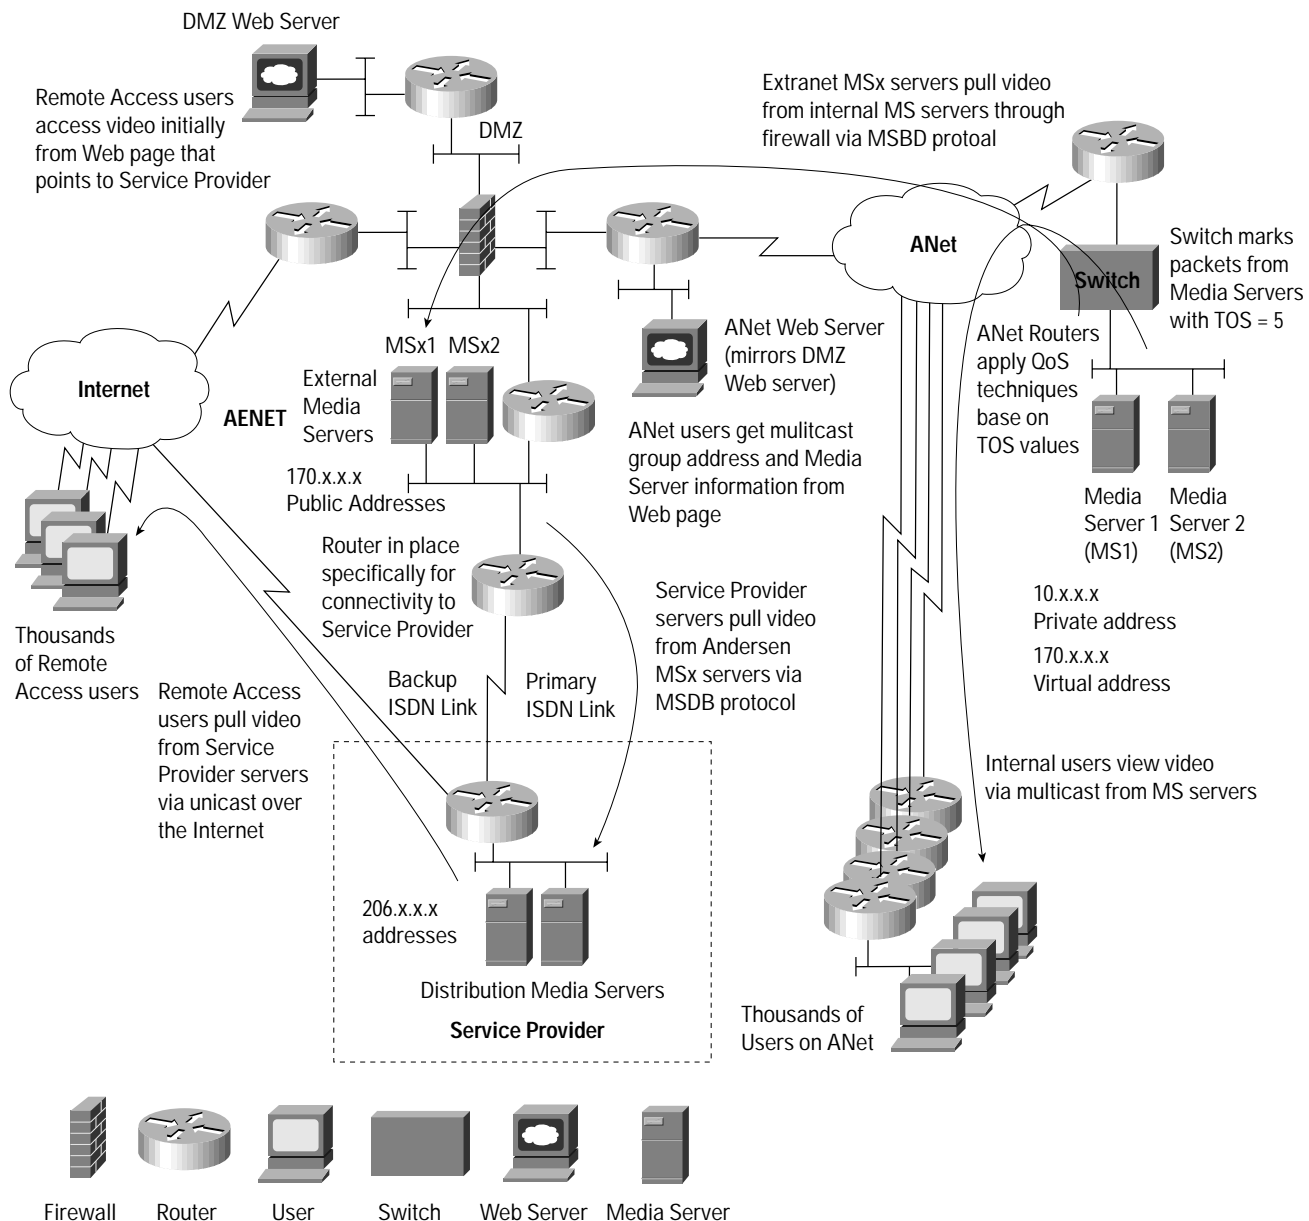 DMZ Web Server
Remote Access users
access video initially
from Web page that
points to Service Provider
DMZ
Extranet MSx servers pull video
from internal MS servers through
firewall via MSBD protoal
ANet
Switch
Switch marks
packets from
Media Servers
with TOS = 5
Internet
AENET
MSx1
MSx2
External
Media
Servers
170.x.x.x
Public Addresses
ANet Web Server
(mirrors DMZ
Web server)
ANet users get mulitcast
group address and Media
Server information from
Web page
ANet Routers
apply QoS
techniques
base on
TOS values
Media
Server 1
(MS1)
Media
Server 2
(MS2)
10.x.x.x
Private address
170.x.x.x
Virtual address
Router in place
specifically for
connectivity to
Service Provider
Service Provider
servers pull video
from Andersen
MSx servers via
MSDB protocol
Thousands
of Remote
Access users
Backup
ISDN Link
Primary
ISDN Link
Remote Access
users pull video
from Service
Provider servers
via unicast over
the Internet
Internal users view video
via multicast from MS servers
206.x.x.x
addresses
Distribution Media Servers
Service Provider
Thousands of
Users on ANet
Firewall
Router
User
Switch
Web Server
Media Server